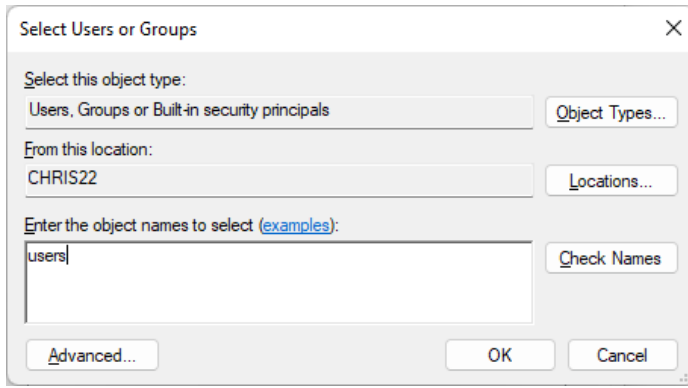 Select Users or Groups
Select this object type:
Users, Groups or Built-in security principals
Object Types...
From this location:
CHRIS22
Locations...
Enter the object names to select (examples):
users
Check Names
Advanced...
OK
Cancel